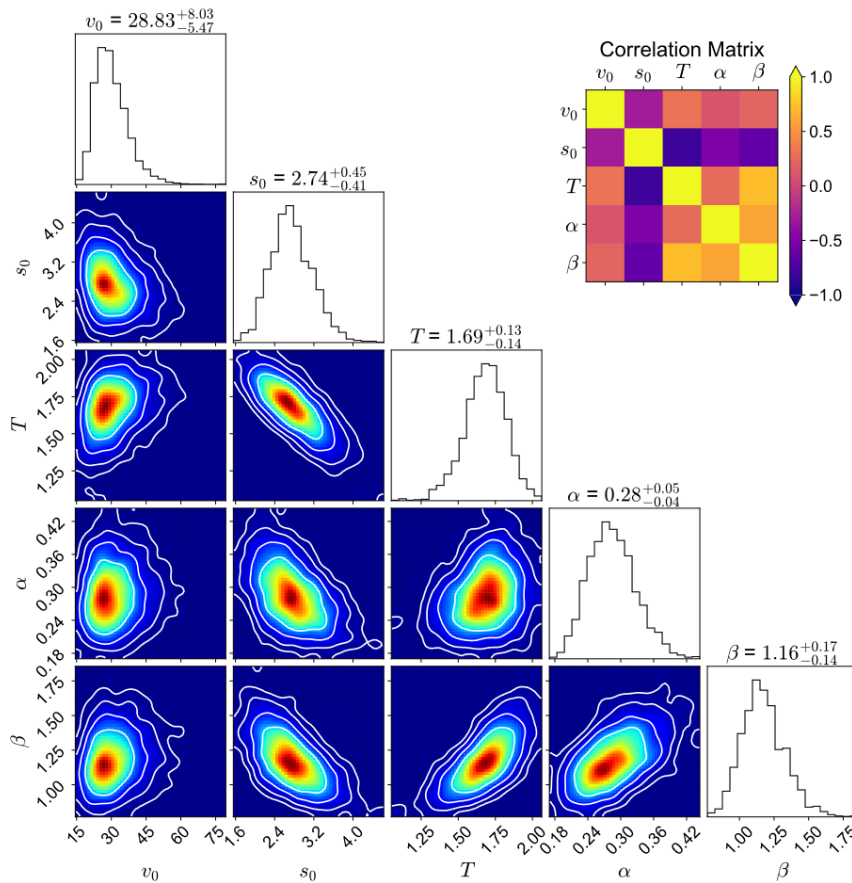 v₀ = 28.83 +8.03 −5.47
Correlation Matrix
v₀ s₀ T α β
v₀
s₀
T
α
β
1.0
0.5
0.0
−0.5
−1.0
s₀ = 2.74 +0.45 −0.41
s₀
4.0
3.2
2.4
1.6
T = 1.69 +0.13 −0.14
T
2.00
1.75
1.50
1.25
α = 0.28 +0.05 −0.04
α
0.42
0.36
0.30
0.24
0.18
β = 1.16 +0.17 −0.14
β
1.75
1.50
1.25
1.00
15 30 45 60 75 1.6 2.4 3.2 4.0 1.25 1.50 1.75 2.00 0.18 0.24 0.30 0.36 0.42 1.00 1.25 1.50 1.75
v₀ s₀ T α β